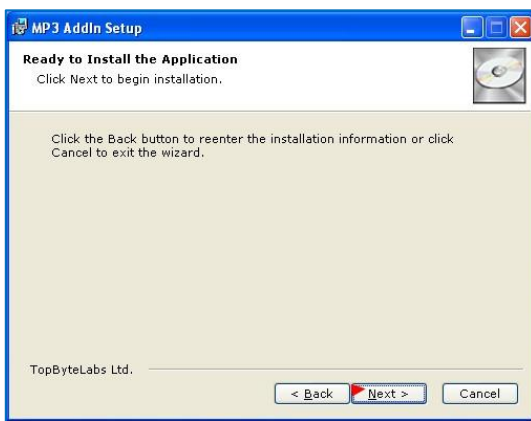 MP3 AddIn Setup
Ready to Install the Application
Click Next to begin installation.
Click the Back button to reenter the installation information or click
Cancel to exit the wizard.
TopByteLabs Ltd.
< Back
Next >
Cancel